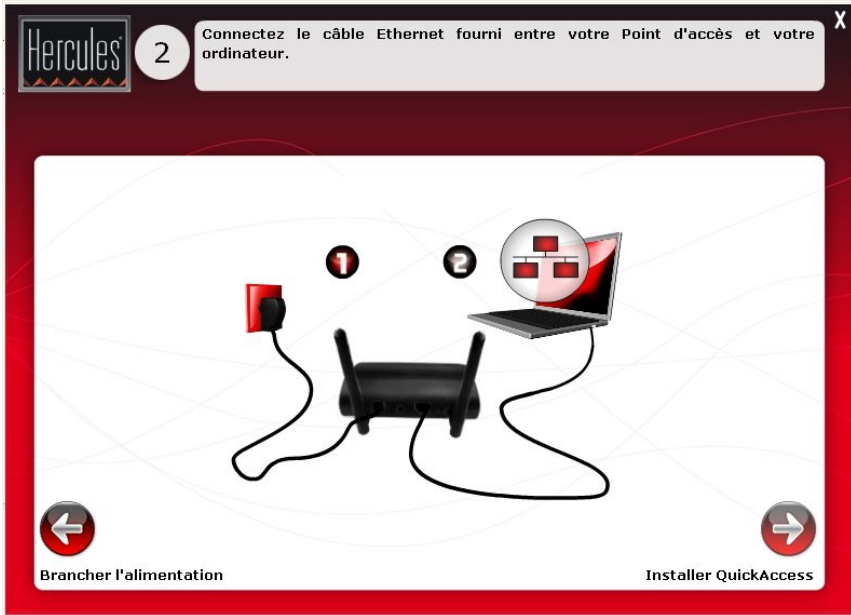 Hercules
2
Connectez le câble Ethernet fourni entre votre Point d'accès et votre
ordinateur.
X
1
2
Brancher l'alimentation
Installer QuickAccess